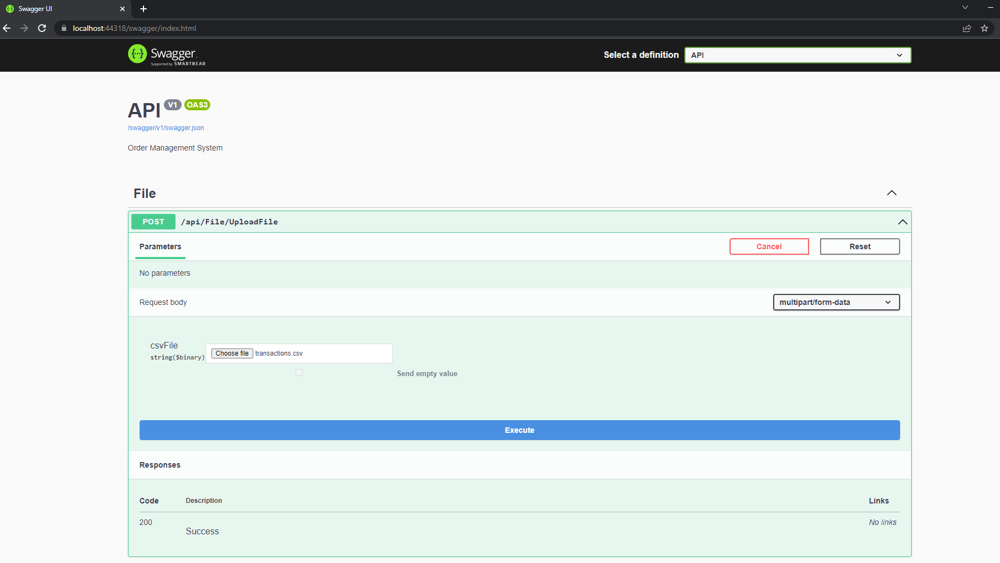 Swagger UI
localhost:44318/swagger/index.html
Swagger
Supported by SMARTBEAR
Select a definition
API
API V1 OAS3
/swagger/v1/swagger.json
Order Management System
File
POST /api/File/UploadFile
Parameters
Cancel
Reset
No parameters
Request body
multipart/form-data
csvFile
string($binary)
Choose file transactions.csv
Send empty value
Execute
Responses
Code Description Links
200 No links
Success